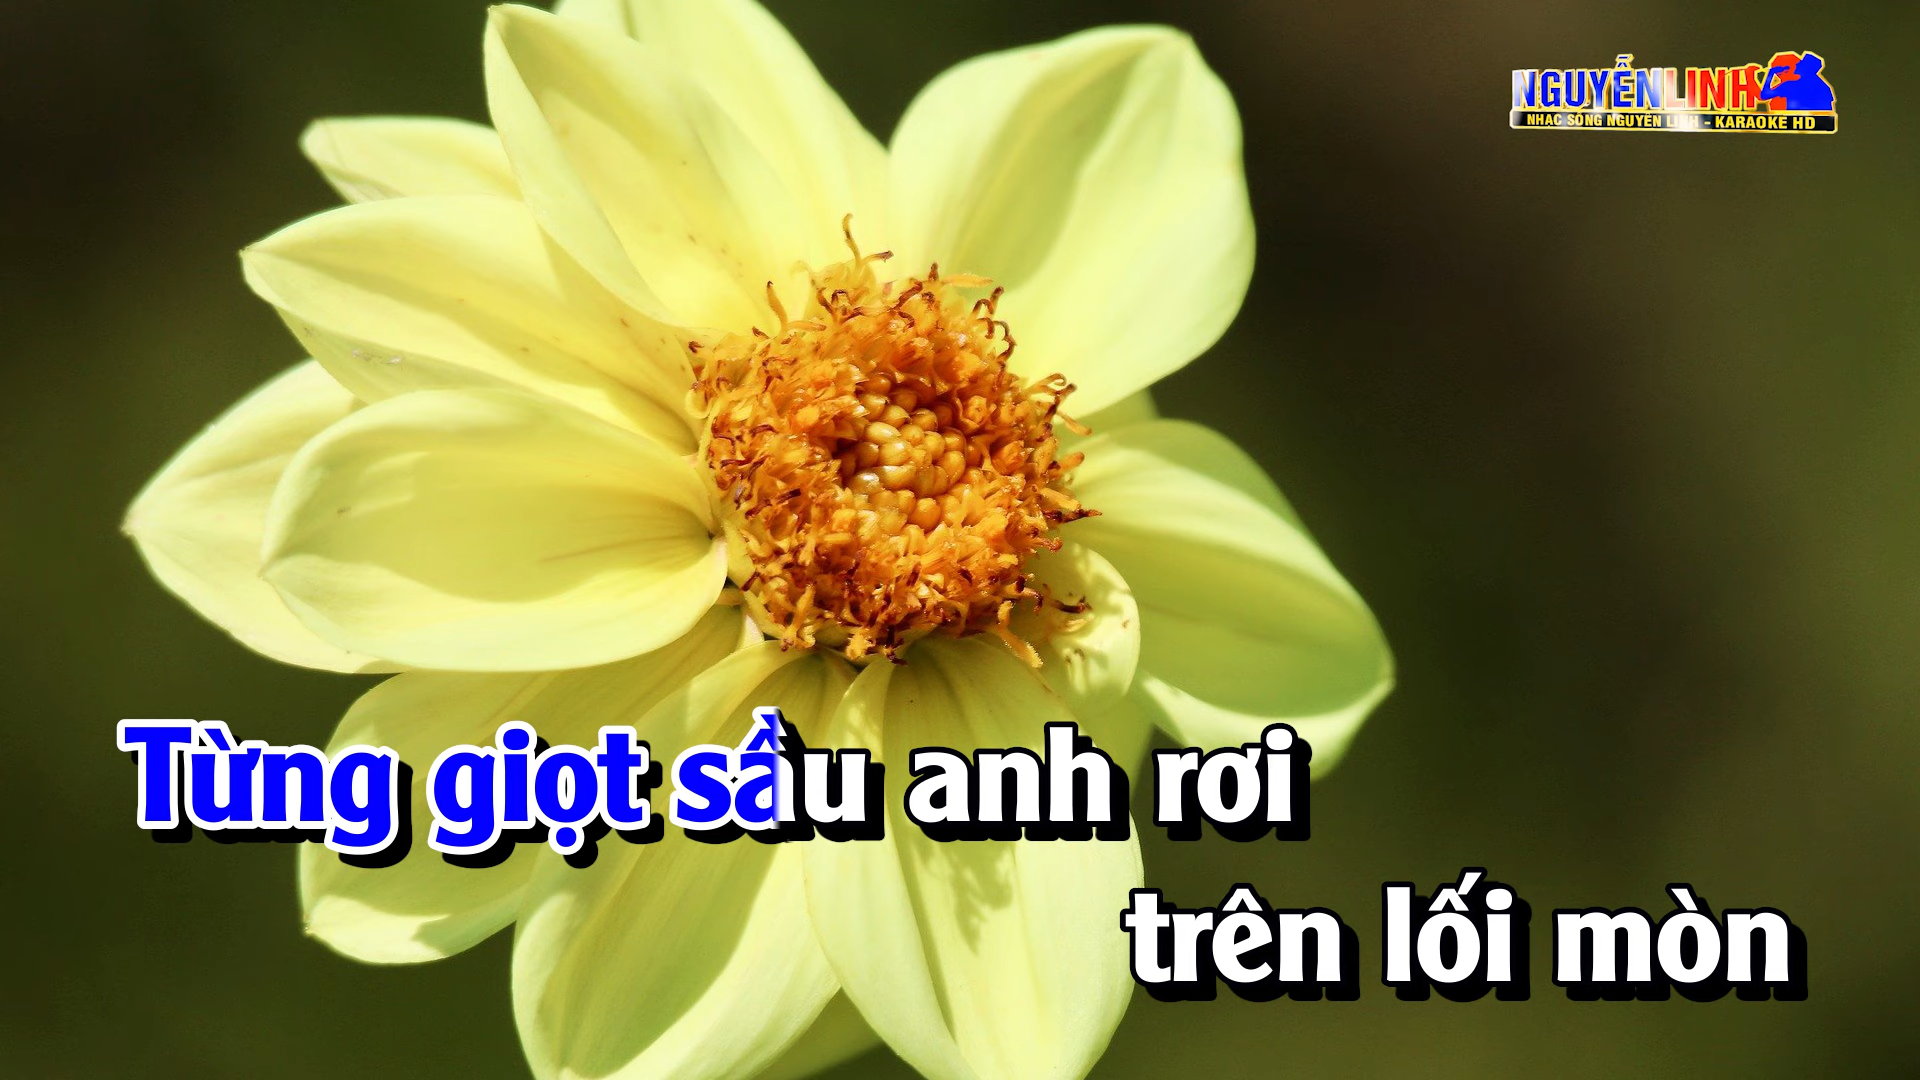 NGUYỄN LINH
NHẠC SỐNG NGUYỄN LINH - KARAOKE HD
Từng giọt sầu anh rơi
trên lối mòn